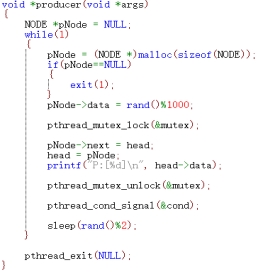 void *producer(void *args)
{
    NODE *pNode = NULL;
    while(1)
    {
        pNode = (NODE *)malloc(sizeof(NODE));
        if(pNode==NULL)
        {
            exit(1);
        }
        pNode->data = rand()%1000;
        pthread_mutex_lock(&mutex);
        pNode->next = head;
        head = pNode;
        printf("P:[%d]\n", head->data);
        pthread_mutex_unlock(&mutex);
        pthread_cond_signal(&cond);
        sleep(rand()%2);
    }
    pthread_exit(NULL);
}